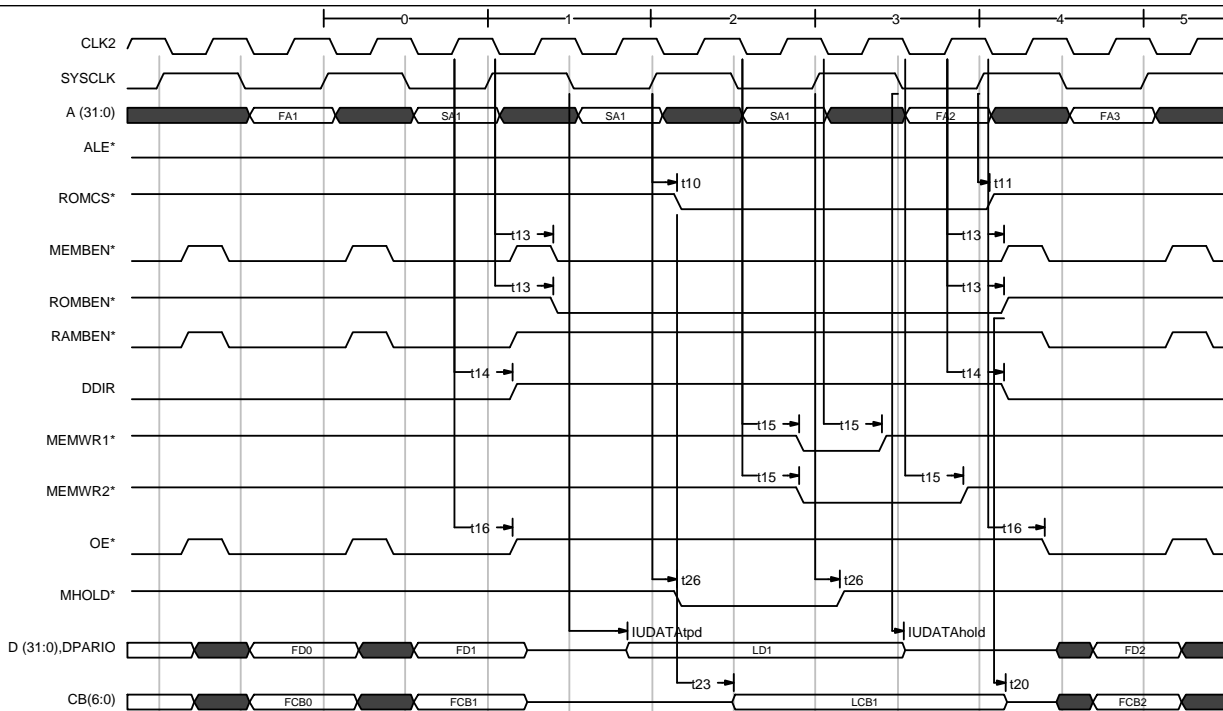 0 1 2 3 4 5
CLK2
SYSCLK
A (31:0) FA1 SA1 SA1 SA1 FA2 FA3
ALE*
t10 t11
ROMCS*
t13 t13
MEMBEN*
t13 t13
ROMBEN*
RAMBEN*
t14 t14
DDIR
t15 t15
MEMWR1*
t15 t15
MEMWR2*
t16 t16
OE*
t26 t26
MHOLD*
IUDATAtpd IUDATAhold
D (31:0),DPARIO FD0 FD1 LD1 FD2
t23 t20
CB(6:0) FCB0 FCB1 LCB1 FCB2